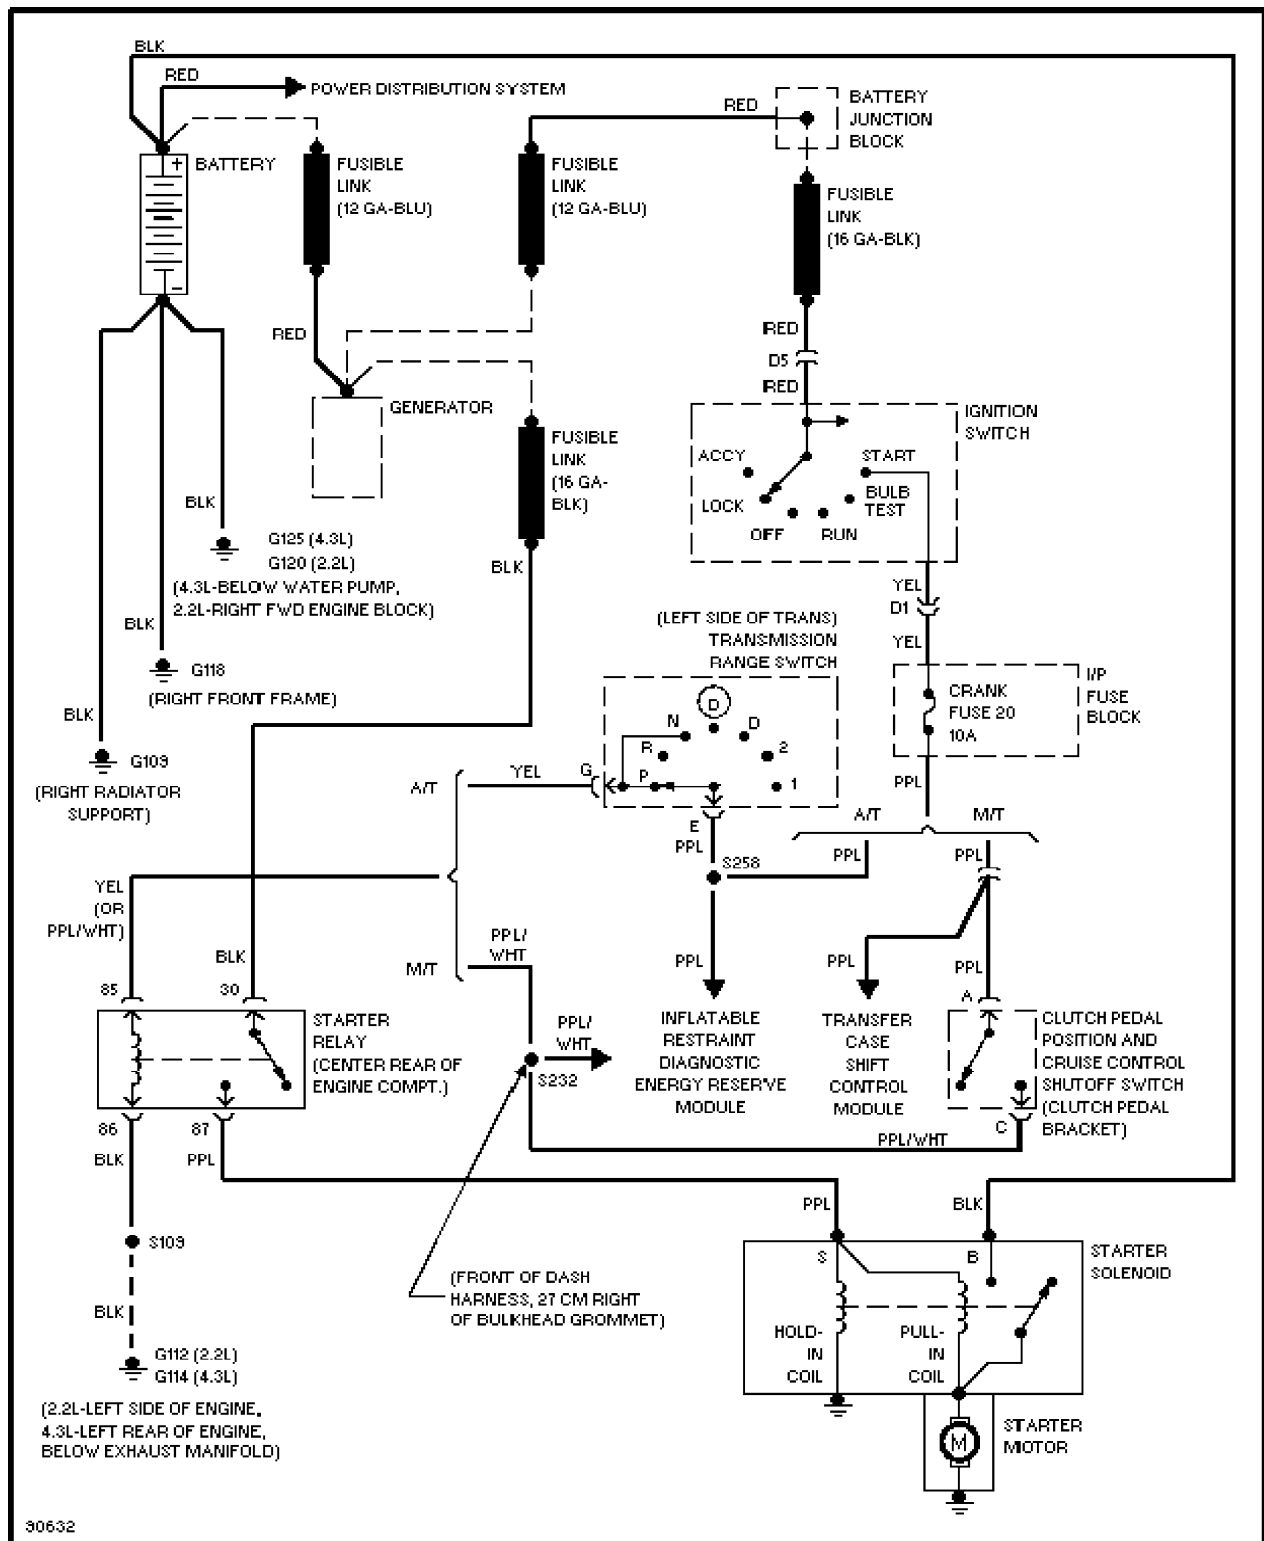 BLK
RED
POWER DISTRIBUTION SYSTEM
RED
BATTERY
JUNCTION
BLOCK
+
BATTERY
FUSIBLE
LINK
(12 GA-BLU)
FUSIBLE
LINK
(12 GA-BLU)
FUSIBLE
LINK
(16 GA-BLK)
–
RED
RED
D5
RED
GENERATOR
IGNITION
SWITCH
FUSIBLE
LINK
(16 GA-
BLK)
ACCY
START
LOCK
BULB
TEST
OFF
RUN
BLK
G125 (4.3L)
G120 (2.2L)
(4.3L-BELOW WATER PUMP,
2.2L-RIGHT FWD ENGINE BLOCK)
BLK
YEL
D1
YEL
BLK
G118
(RIGHT FRONT FRAME)
(LEFT SIDE OF TRANS)
TRANSMISSION
RANGE SWITCH
CRANK
FUSE 20
10A
I/P
FUSE
BLOCK
BLK
G109
(RIGHT RADIATOR
SUPPORT)
N
D
D
R
2
P
1
G
YEL
A/T
E
PPL
PPL
A/T
M/T
S258
PPL
PPL
YEL
(OR
PPL/WHT)
BLK
M/T
PPL/
WHT
PPL
PPL
PPL
A
85
30
STARTER
RELAY
(CENTER REAR OF
ENGINE COMPT.)
PPL/
WHT
S232
INFLATABLE
RESTRAINT
DIAGNOSTIC
ENERGY RESERVE
MODULE
TRANSFER
CASE
SHIFT
CONTROL
MODULE
CLUTCH PEDAL
POSITION AND
CRUISE CONTROL
SHUTOFF SWITCH
(CLUTCH PEDAL
BRACKET)
C
PPL/WHT
86
87
BLK
PPL
PPL
BLK
S109
S
B
STARTER
SOLENOID
(FRONT OF DASH
HARNESS, 27 CM RIGHT
OF BULKHEAD GROMMET)
BLK
HOLD-
IN
COIL
PULL-
IN
COIL
G112 (2.2L)
G114 (4.3L)
(2.2L-LEFT SIDE OF ENGINE,
4.3L-LEFT REAR OF ENGINE,
BELOW EXHAUST MANIFOLD)
M
STARTER
MOTOR
90632